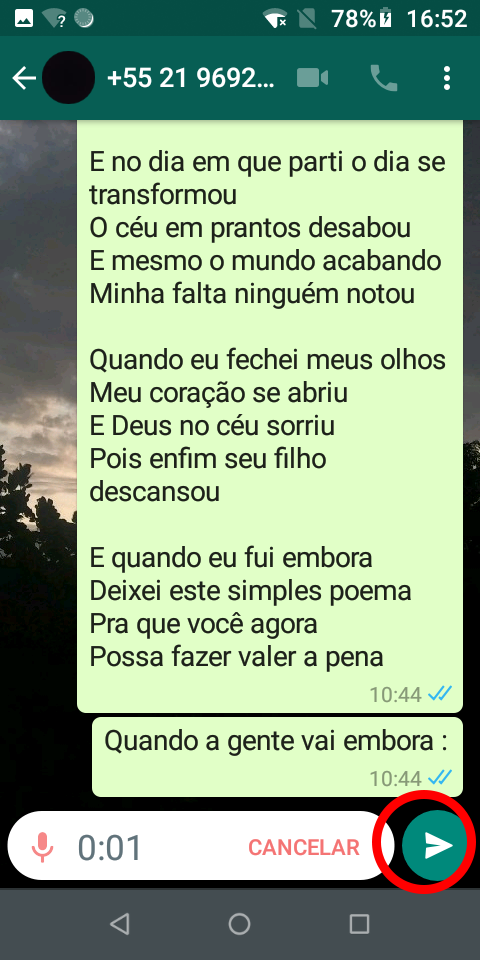 78% 16:52
+55 21 9692...
E no dia em que parti o dia se
transformou
O céu em prantos desabou
E mesmo o mundo acabando
Minha falta ninguém notou
Quando eu fechei meus olhos
Meu coração se abriu
E Deus no céu sorriu
Pois enfim seu filho
descansou
E quando eu fui embora
Deixei este simples poema
Pra que você agora
Possa fazer valer a pena
10:44
Quando a gente vai embora :
10:44
0:01 CANCELAR